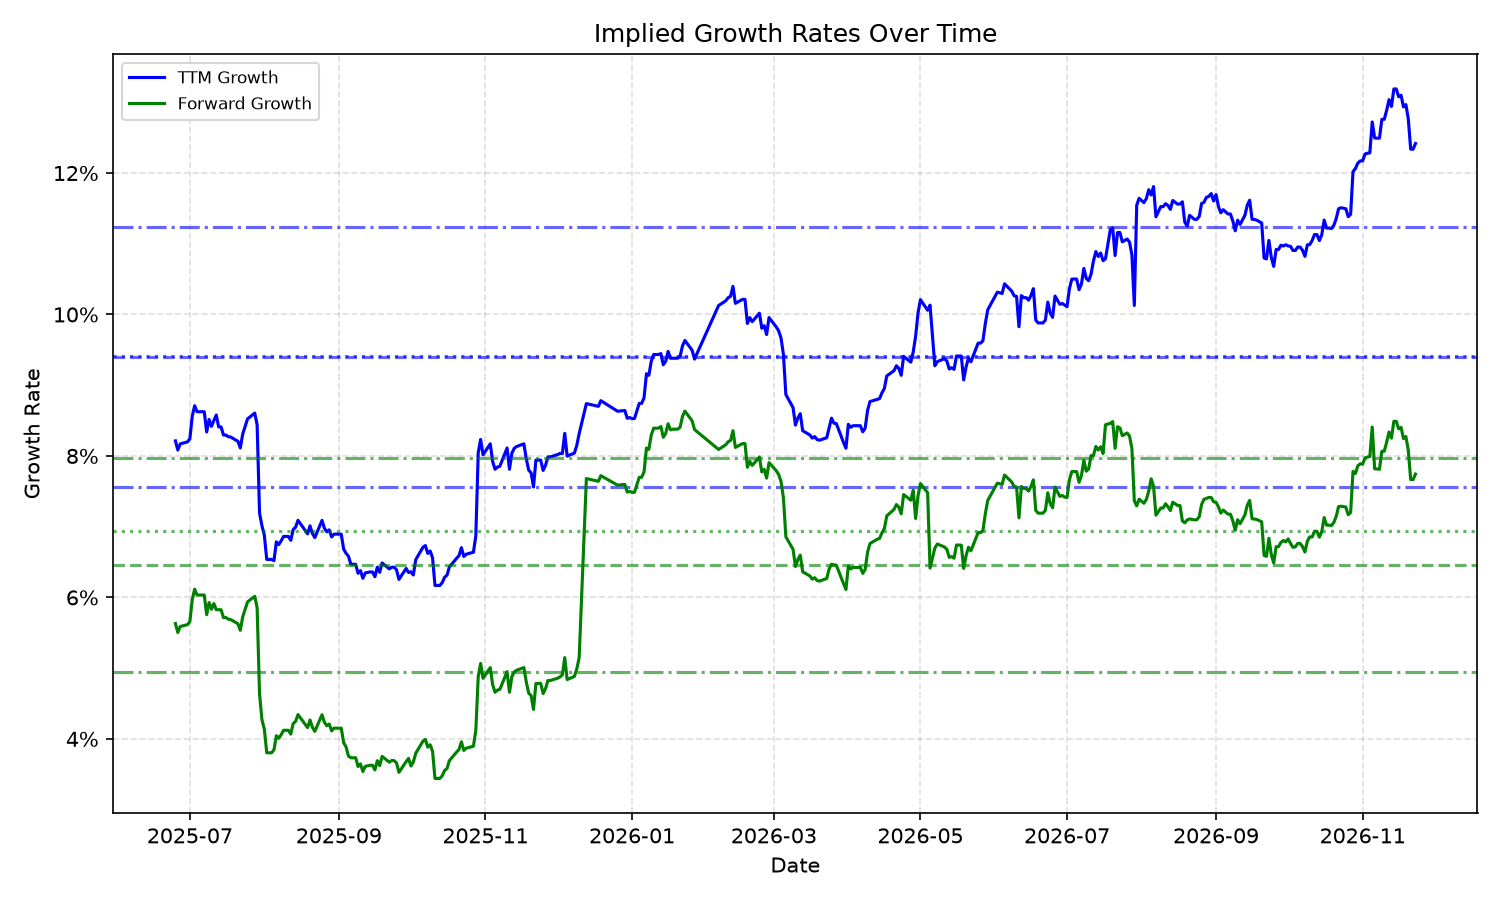 Implied Growth Rates Over Time
TTM Growth
Forward Growth
Growth Rate
12%
10%
8%
6%
4%
2025-07 2025-09 2025-11 2026-01 2026-03 2026-05 2026-07 2026-09 2026-11
Date